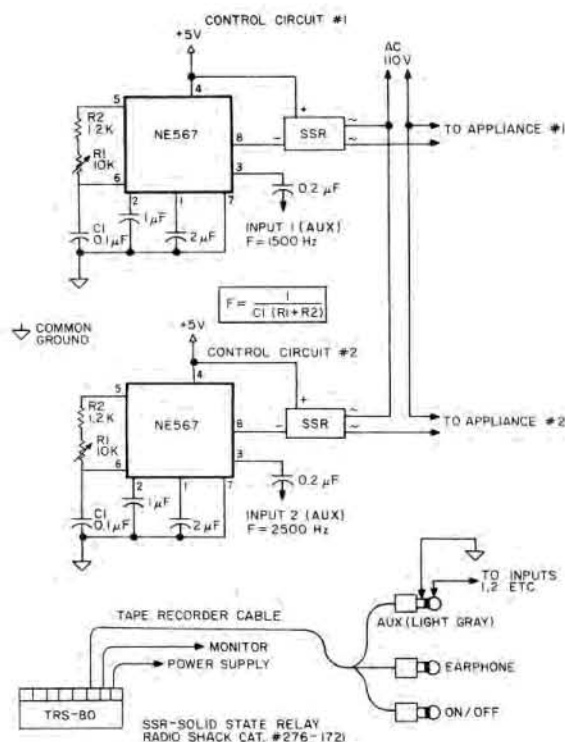 CONTROL CIRCUIT #1
+5V
4
AC
110V
5
R2
1.2K
NE567
8
+
-
SSR
~
~
TO APPLIANCE #1
R1
10K
6
3
0.2 µF
2
1
7
1µF
C1
0.1µF
2µF
INPUT 1 (AUX)
F=1500 Hz
F = 1 / C1 (R1+R2)
COMMON
GROUND
+5V
CONTROL CIRCUIT #2
4
5
R2
1.2K
NE567
8
+
-
SSR
~
~
TO APPLIANCE #2
R1
10K
6
3
0.2 µF
2
1
7
1µF
C1
0.1µF
2µF
INPUT 2 (AUX)
F=2500 Hz
TO INPUTS
1,2 ETC
AUX (LIGHT GRAY)
TAPE RECORDER CABLE
MONITOR
POWER SUPPLY
EARPHONE
TRS-80
ON/OFF
SSR-SOLID STATE RELAY
RADIO SHACK CAT. #276-1721